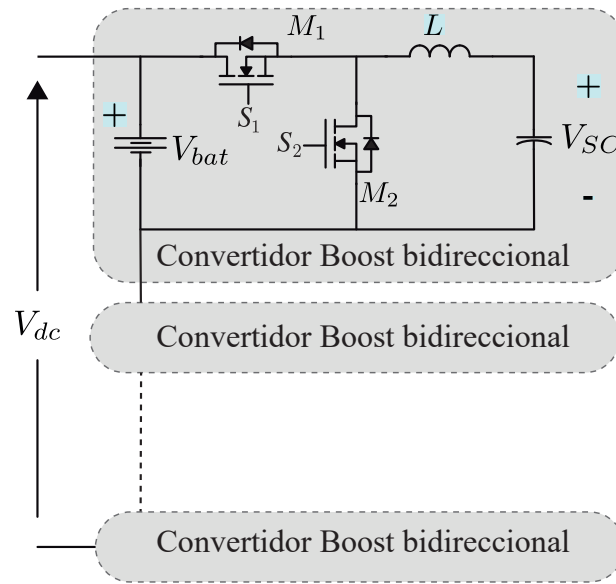 M1
L
S1
+
+
Vbat
S2
VSC
M2
-
Convertidor Boost bidireccional
Vdc
Convertidor Boost bidireccional
Convertidor Boost bidireccional